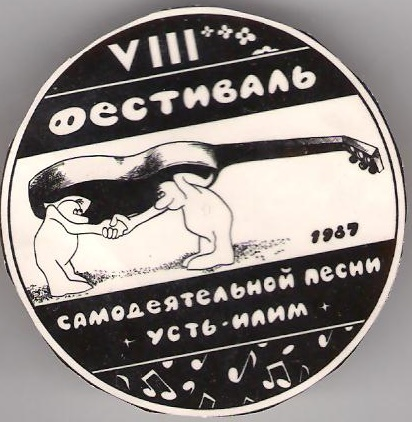 VIII
ФЕСТИВАЛЬ
1987
САМОДЕЯТЕЛЬНОЙ ПЕСНИ
УСТЬ-ИЛИМ